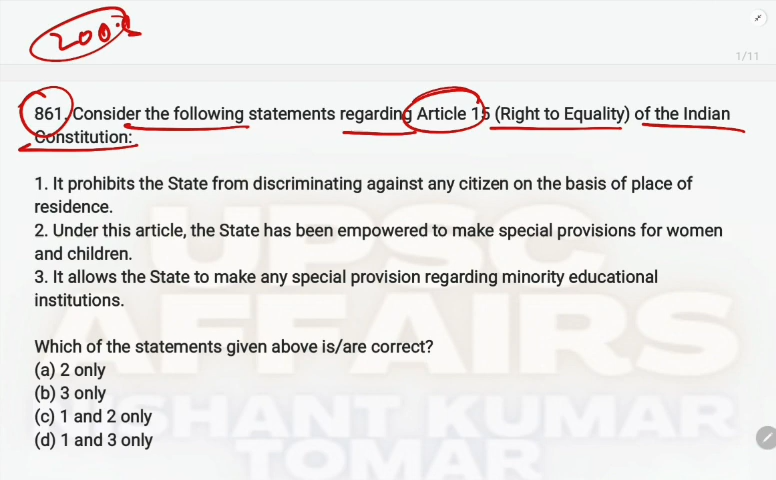 2000
1/11
861. Consider the following statements regarding Article 15 (Right to Equality) of the Indian
Constitution:
1. It prohibits the State from discriminating against any citizen on the basis of place of
residence.
2. Under this article, the State has been empowered to make special provisions for women
and children.
3. It allows the State to make any special provision regarding minority educational
institutions.
Which of the statements given above is/are correct?
(a) 2 only
(b) 3 only
(c) 1 and 2 only
(d) 1 and 3 only
UPSC
AFFAIRS
NISHANT KUMAR
TOMAR